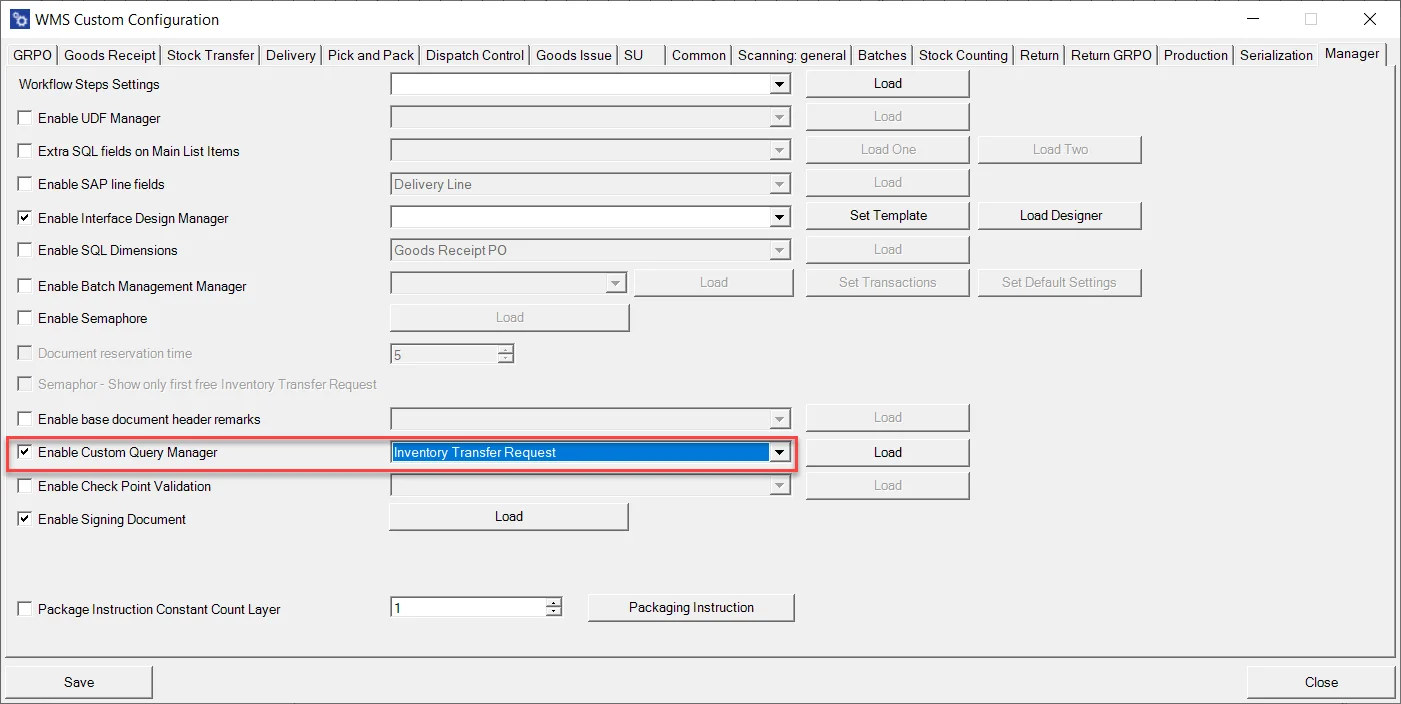 WMS Custom Configuration
GRPO Goods Receipt Stock Transfer Delivery Pick and Pack Dispatch Control Goods Issue SU Common Scanning: general Batches Stock Counting Return Return GRPO Production Serialization Manager
Workflow Steps Settings Load
Enable UDF Manager Load
Extra SQL fields on Main List Items Load One Load Two
Enable SAP line fields Delivery Line Load
Enable Interface Design Manager Set Template Load Designer
Enable SQL Dimensions Goods Receipt PO Load
Enable Batch Management Manager Load Set Transactions Set Default Settings
Enable Semaphore Load
Document reservation time 5
Semaphor - Show only first free Inventory Transfer Request
Enable base document header remarks Load
Enable Custom Query Manager Inventory Transfer Request Load
Enable Check Point Validation Load
Enable Signing Document Load
Package Instruction Constant Count Layer 1 Packaging Instruction
Save Close